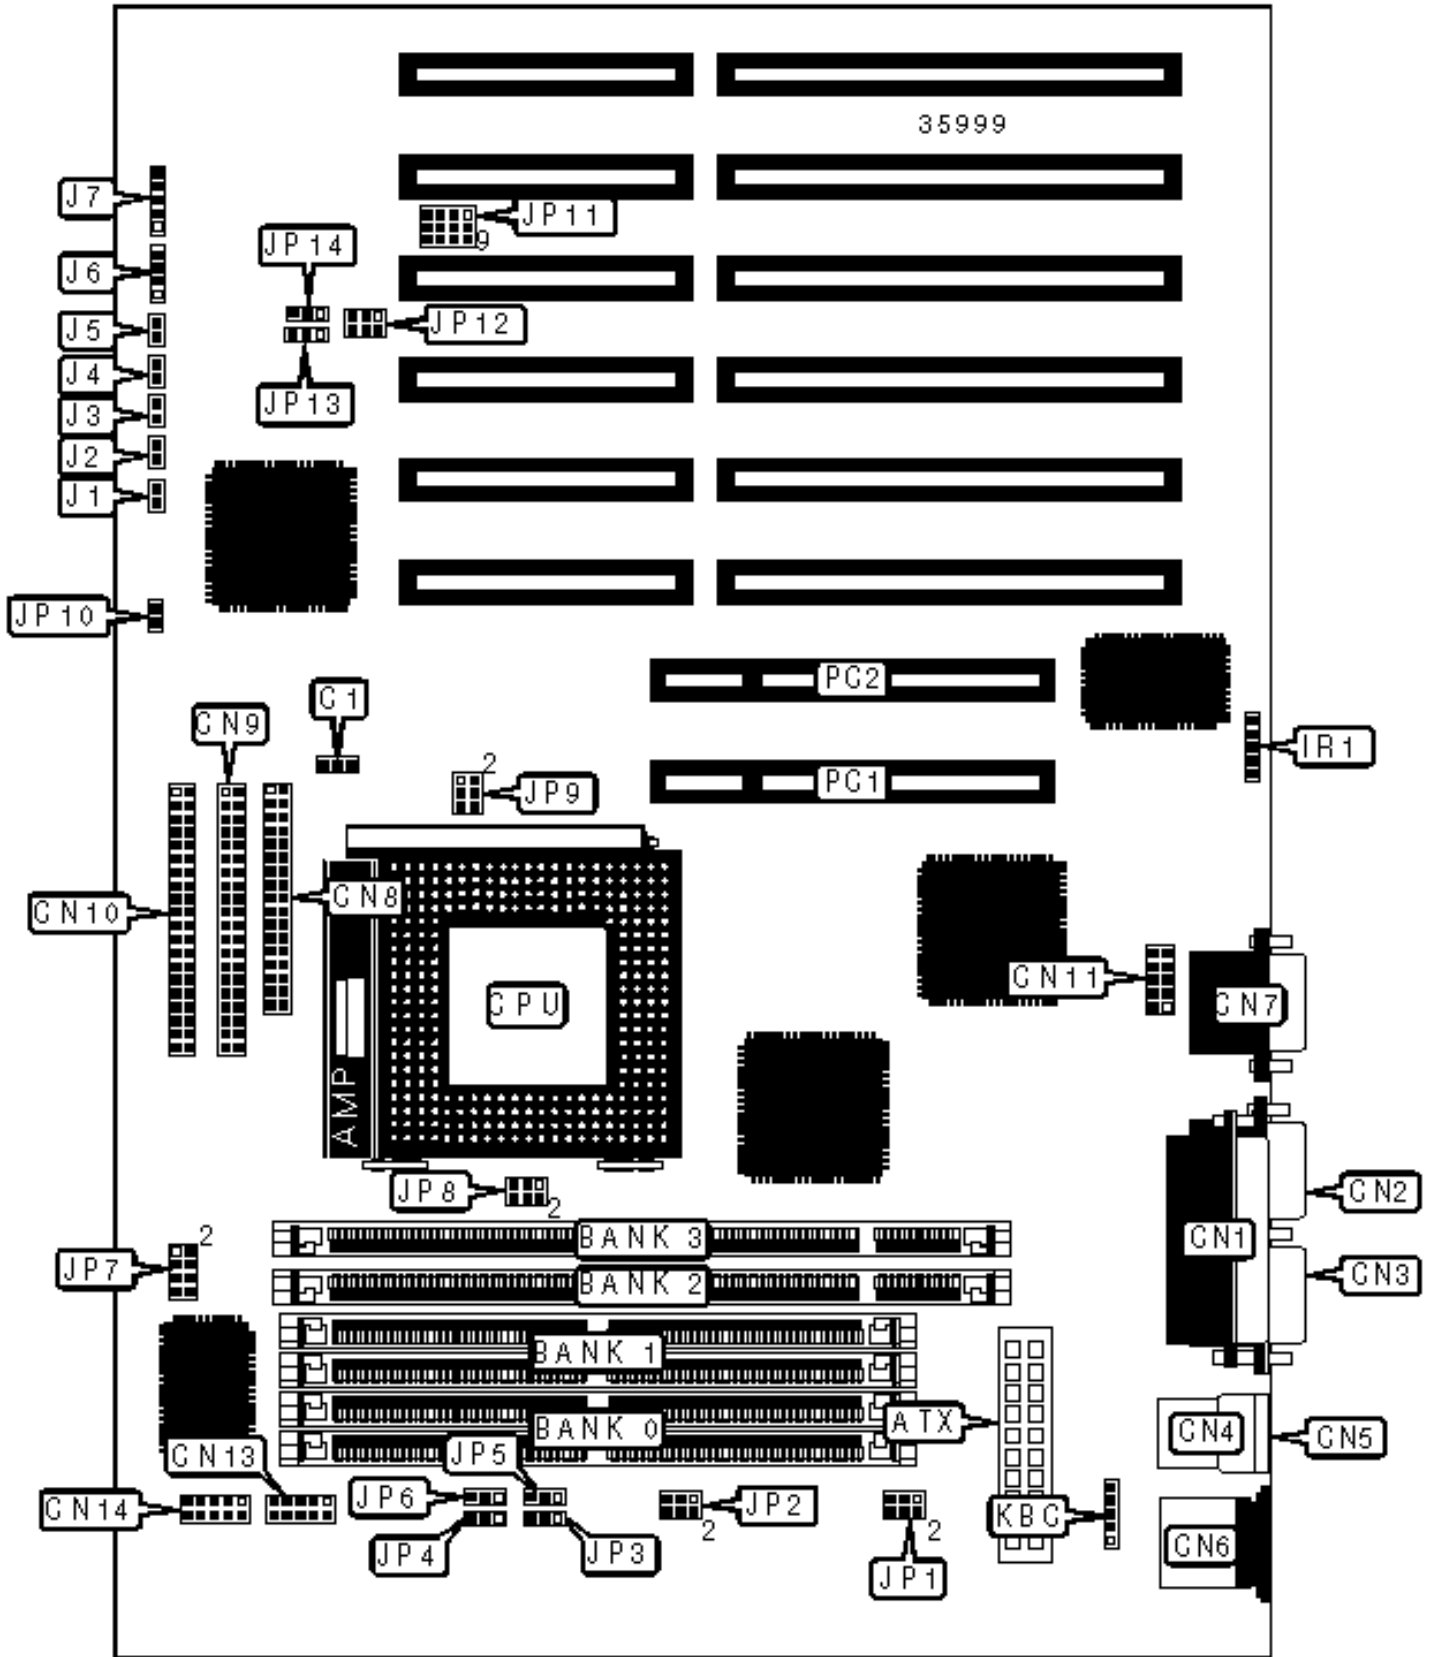 35999
J7
JP11
9
JP14
J6
JP12
J5
J4
JP13
J3
J2
J1
JP10
PC2
C1
CN9
IR1
2
JP9
PC1
CN8
CN10
CN11
CPU
CN7
AMP
JP8
2
CN2
2
BANK 3
CN1
JP7
CN3
BANK 2
BANK 1
ATX
BANK 0
CN4
CN5
CN13
JP5
JP6
JP2
CN14
KBC
2
2
JP4
JP3
CN6
JP1